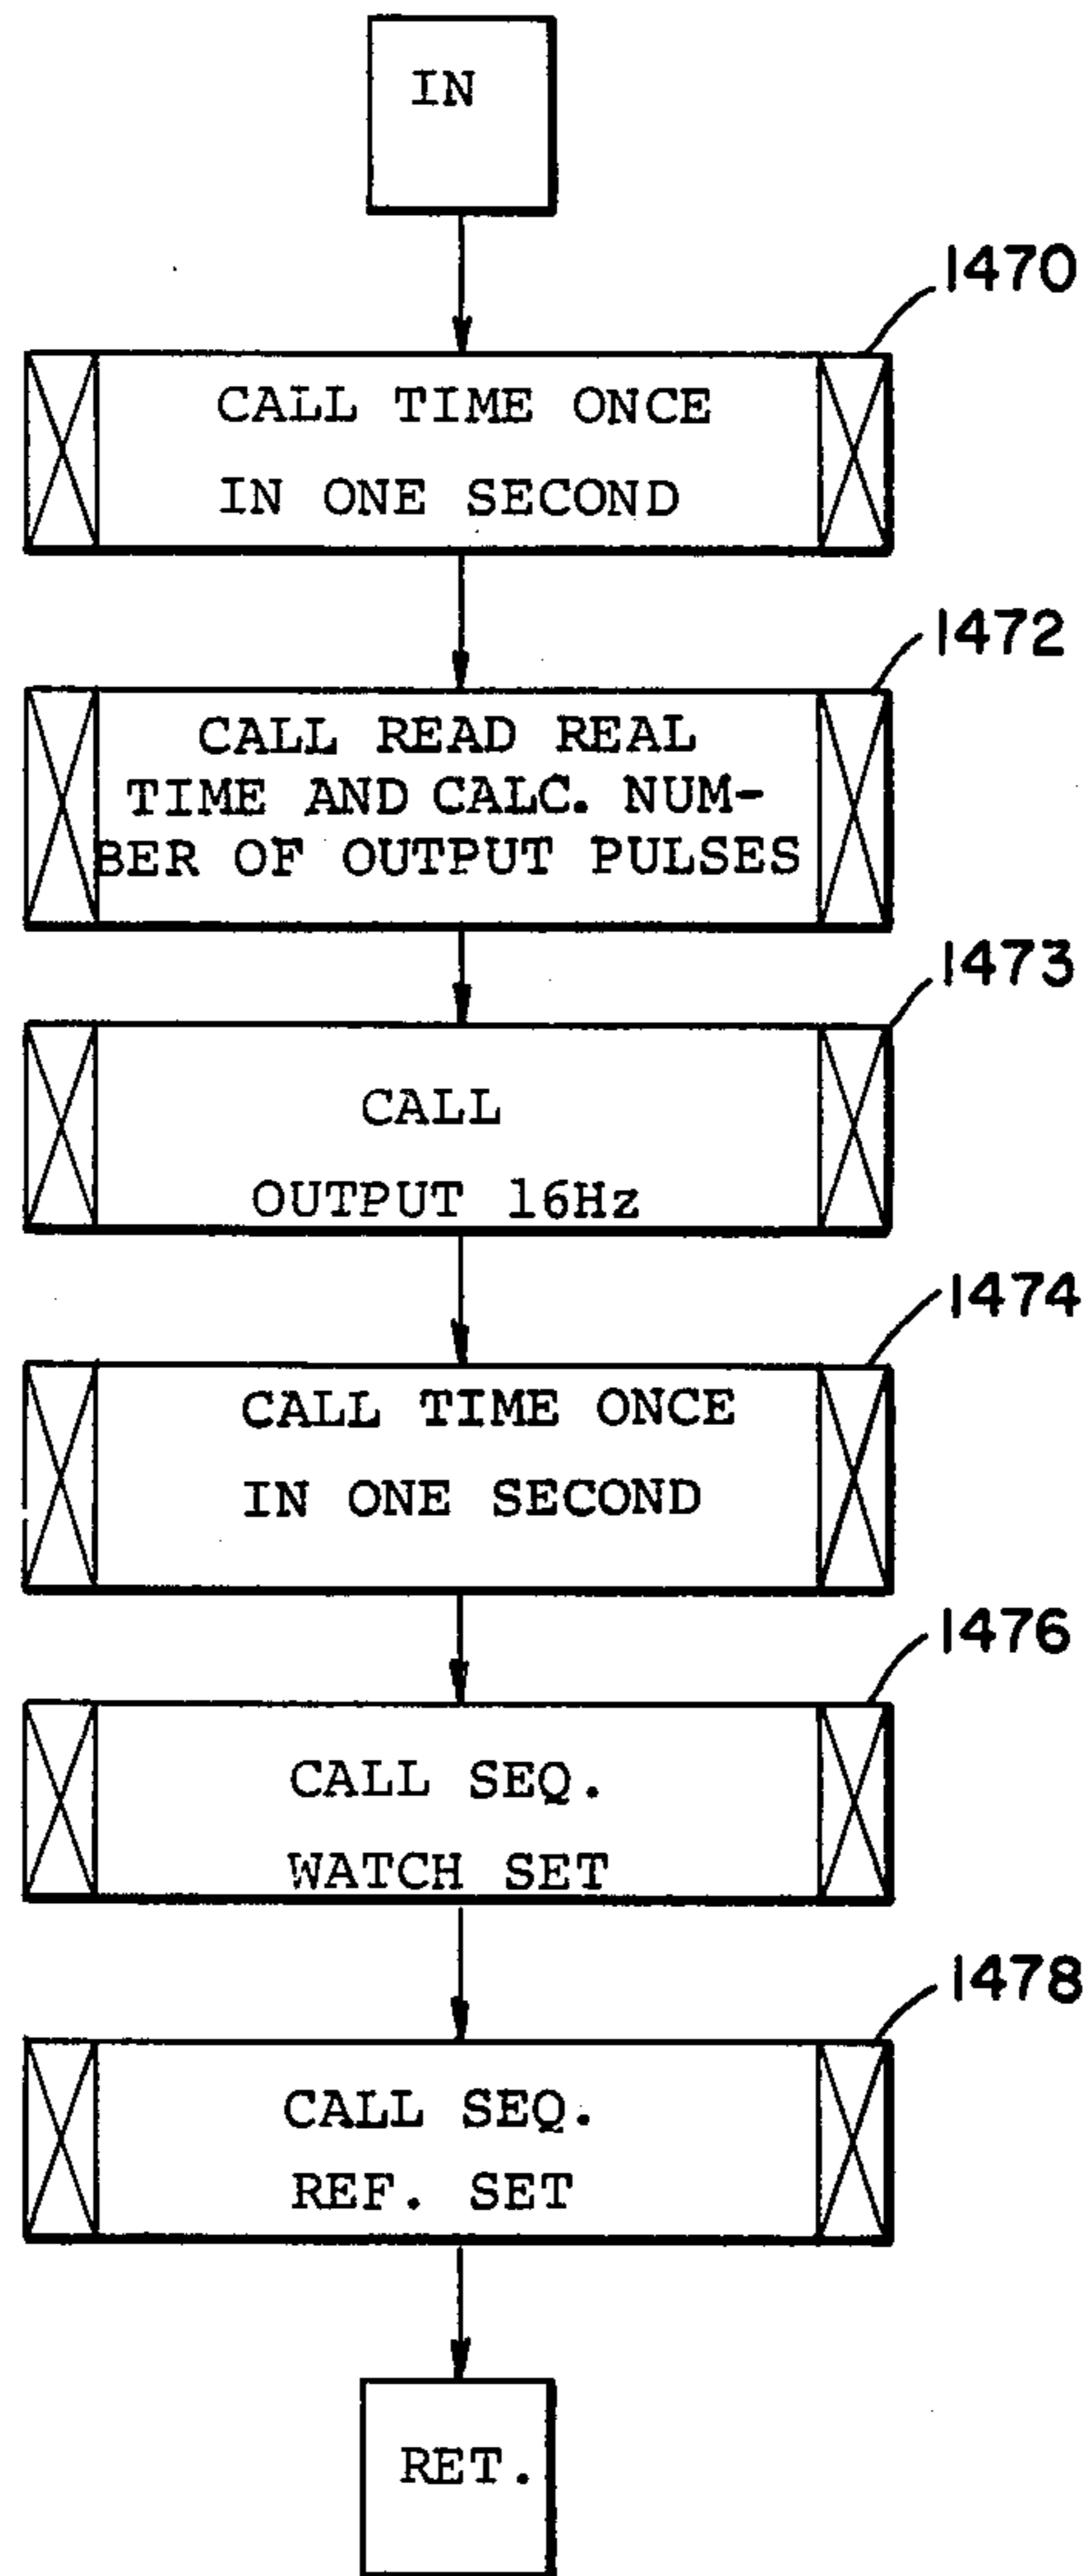 IN
1470
CALL TIME ONCE
IN ONE SECOND
1472
CALL READ REAL
TIME AND CALC. NUM-
BER OF OUTPUT PULSES
1473
CALL
OUTPUT 16Hz
1474
CALL TIME ONCE
IN ONE SECOND
1476
CALL SEQ.
WATCH SET
1478
CALL SEQ.
REF. SET
RET.